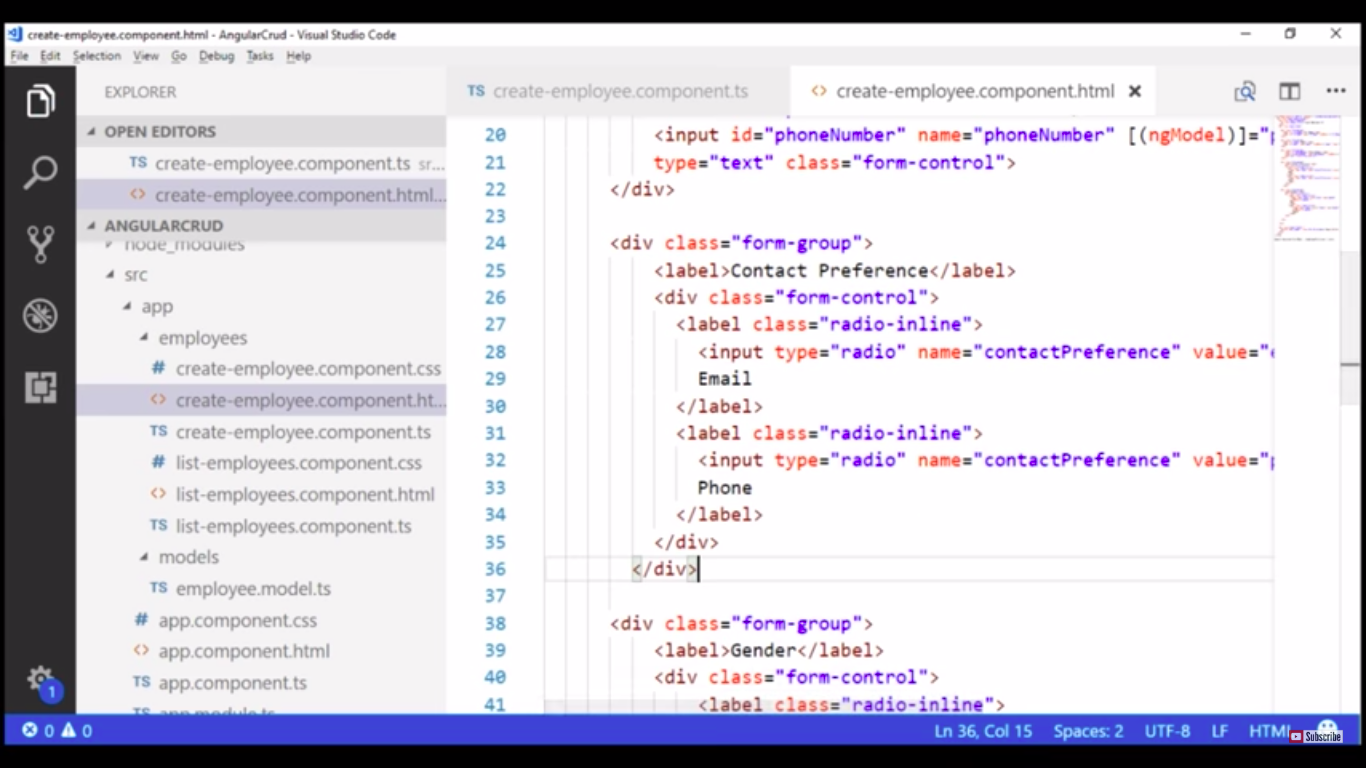 create-employee.component.html - AngularCrud - Visual Studio Code
File Edit Selection View Go Debug Tasks Help
EXPLORER
OPEN EDITORS
TS create-employee.component.ts sr...
<> create-employee.component.html...
ANGULARCRUD
node_modules
src
app
employees
# create-employee.component.css
<> create-employee.component.ht...
TS create-employee.component.ts
# list-employees.component.css
<> list-employees.component.html
TS list-employees.component.ts
models
TS employee.model.ts
# app.component.css
<> app.component.html
TS app.component.ts
TS app.module.ts
1
TS create-employee.component.ts
<> create-employee.component.html
20 <input id="phoneNumber" name="phoneNumber" [(ngModel)]="
21 type="text" class="form-control">
22 </div>
23
24 <div class="form-group">
25 <label>Contact Preference</label>
26 <div class="form-control">
27 <label class="radio-inline">
28 <input type="radio" name="contactPreference" value="
29 Email
30 </label>
31 <label class="radio-inline">
32 <input type="radio" name="contactPreference" value="
33 Phone
34 </label>
35 </div>
36 </div>
37
38 <div class="form-group">
39 <label>Gender</label>
40 <div class="form-control">
41 <label class="radio-inline">
0 0
Ln 36, Col 15 Spaces: 2 UTF-8 LF HTML
Subscribe